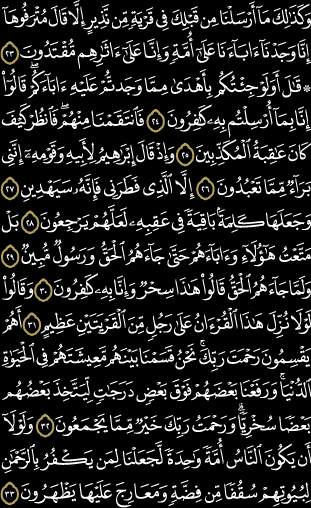 وَكَذَٰلِكَ مَآ أَرْسَلْنَا مِن قَبْلِكَ فِى قَرْيَةٍ مِّن نَّذِيرٍ إِلَّا قَالَ مُتْرَفُوهَآ
إِنَّا وَجَدْنَآ ءَابَآءَنَا عَلَىٰٓ أُمَّةٍ وَإِنَّا عَلَىٰٓ ءَاثَٰرِهِم مُّقْتَدُونَ ٢٣
۞ قَٰلَ أَوَلَوْ جِئْتُكُم بِأَهْدَىٰ مِمَّا وَجَدتُّمْ عَلَيْهِ ءَابَآءَكُمْ ۖ قَالُوٓا۟
إِنَّا بِمَآ أُرْسِلْتُم بِهِۦ كَٰفِرُونَ ٢٤ فَٱنتَقَمْنَا مِنْهُمْ ۖ فَٱنظُرْ كَيْفَ
كَانَ عَٰقِبَةُ ٱلْمُكَذِّبِينَ ٢٥ وَإِذْ قَالَ إِبْرَٰهِيمُ لِأَبِيهِ وَقَوْمِهِۦٓ إِنَّنِى
بَرَآءٌ مِّمَّا تَعْبُدُونَ ٢٦ إِلَّا ٱلَّذِى فَطَرَنِى فَإِنَّهُۥ سَيَهْدِينِ ٢٧
وَجَعَلَهَا كَلِمَةًۢ بَاقِيَةً فِى عَقِبِهِۦ لَعَلَّهُمْ يَرْجِعُونَ ٢٨ بَلْ
مَتَّعْتُ هَٰٓؤُلَآءِ وَءَابَآءَهُمْ حَتَّىٰ جَآءَهُمُ ٱلْحَقُّ وَرَسُولٌ مُّبِينٌ ٢٩
وَلَمَّا جَآءَهُمُ ٱلْحَقُّ قَالُوا۟ هَٰذَا سِحْرٌ وَإِنَّا بِهِۦ كَٰفِرُونَ ٣٠ وَقَالُوا۟
لَوْلَا نُزِّلَ هَٰذَا ٱلْقُرْءَانُ عَلَىٰ رَجُلٍ مِّنَ ٱلْقَرْيَتَيْنِ عَظِيمٍ ٣١ أَهُمْ
يَقْسِمُونَ رَحْمَتَ رَبِّكَ ۚ نَحْنُ قَسَمْنَا بَيْنَهُم مَّعِيشَتَهُمْ فِى ٱلْحَيَوٰةِ
ٱلدُّنْيَا ۚ وَرَفَعْنَا بَعْضَهُمْ فَوْقَ بَعْضٍ دَرَجَٰتٍ لِّيَتَّخِذَ بَعْضُهُم
بَعْضًا سُخْرِيًّا ۗ وَرَحْمَتُ رَبِّكَ خَيْرٌ مِّمَّا يَجْمَعُونَ ٣٢ وَلَوْلَآ
أَن يَكُونَ ٱلنَّاسُ أُمَّةً وَٰحِدَةً لَّجَعَلْنَا لِمَن يَكْفُرُ بِٱلرَّحْمَٰنِ
لِبُيُوتِهِمْ سُقُفًا مِّن فِضَّةٍ وَمَعَارِجَ عَلَيْهَا يَظْهَرُونَ ٣٣